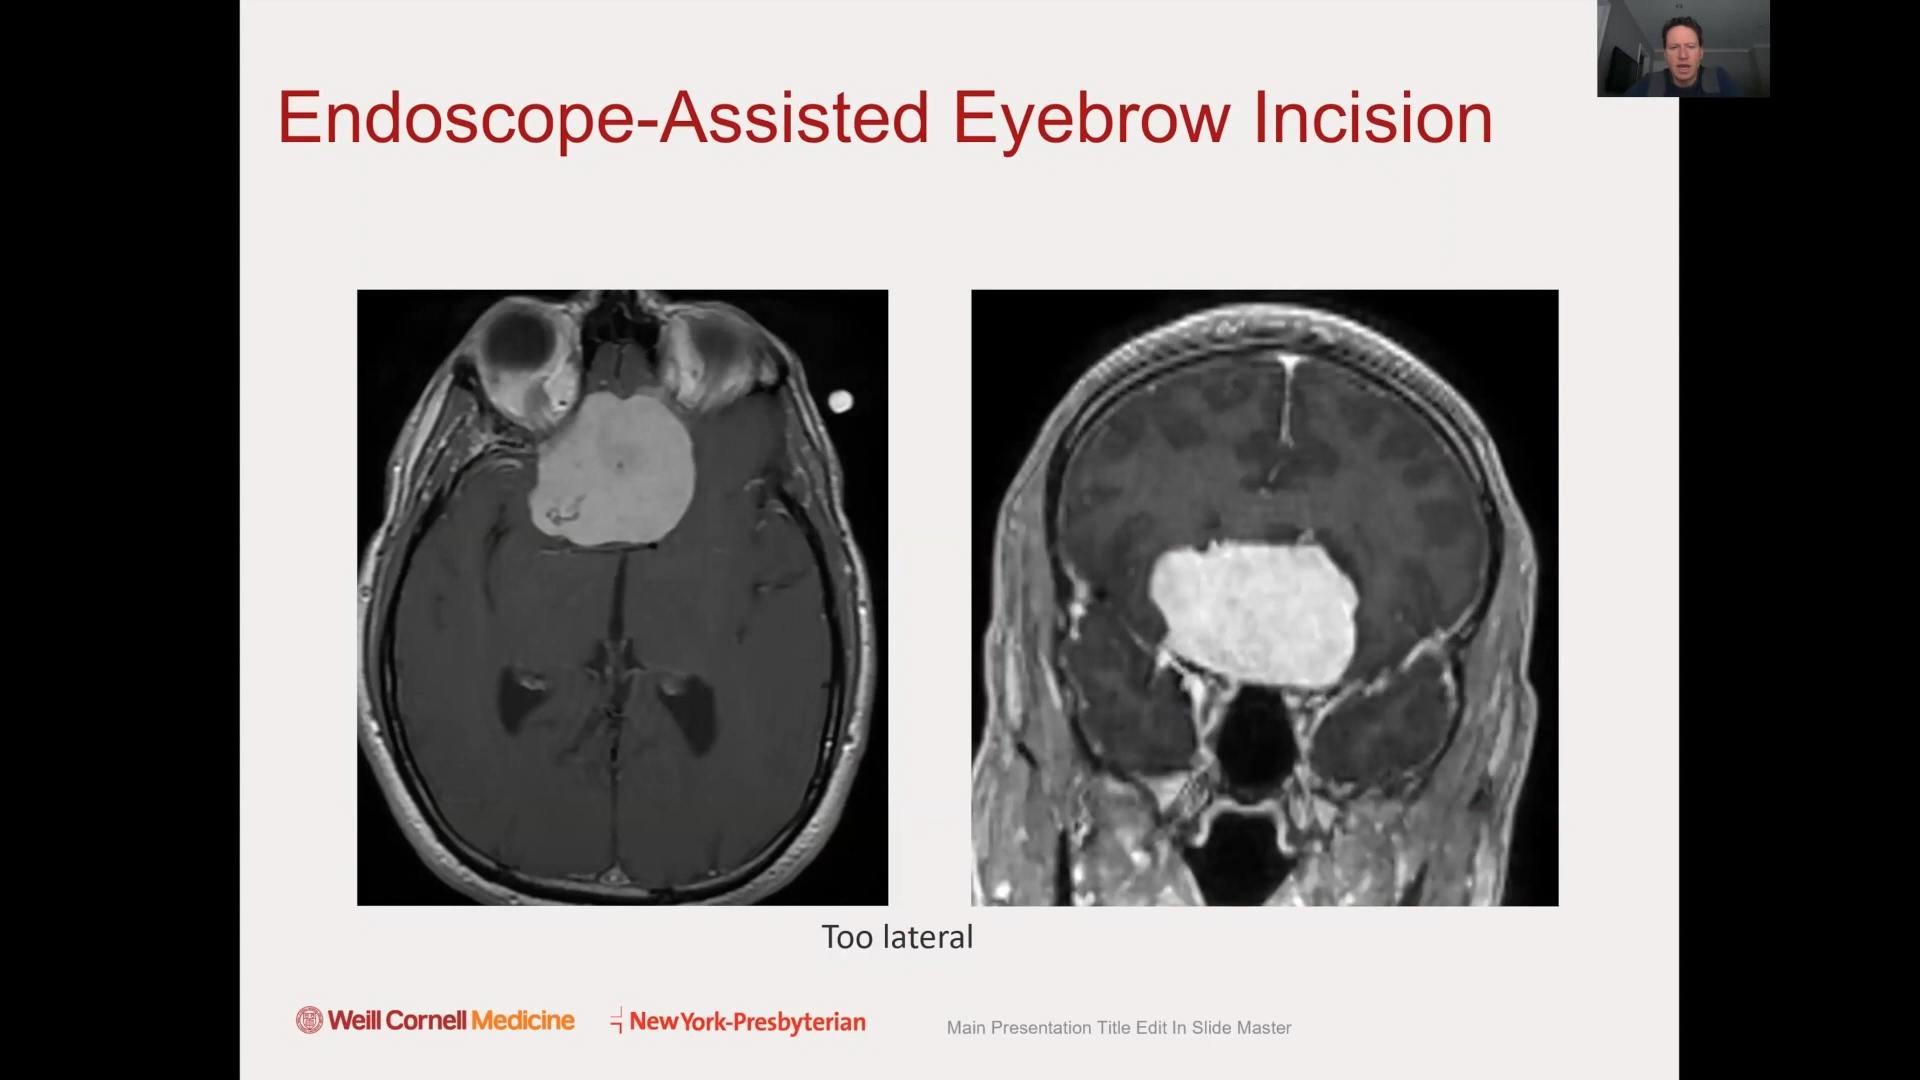 Endoscope-Assisted Eyebrow Incision
Too lateral
Weill Cornell Medicine
NewYork-Presbyterian
Main Presentation Title Edit In Slide Master